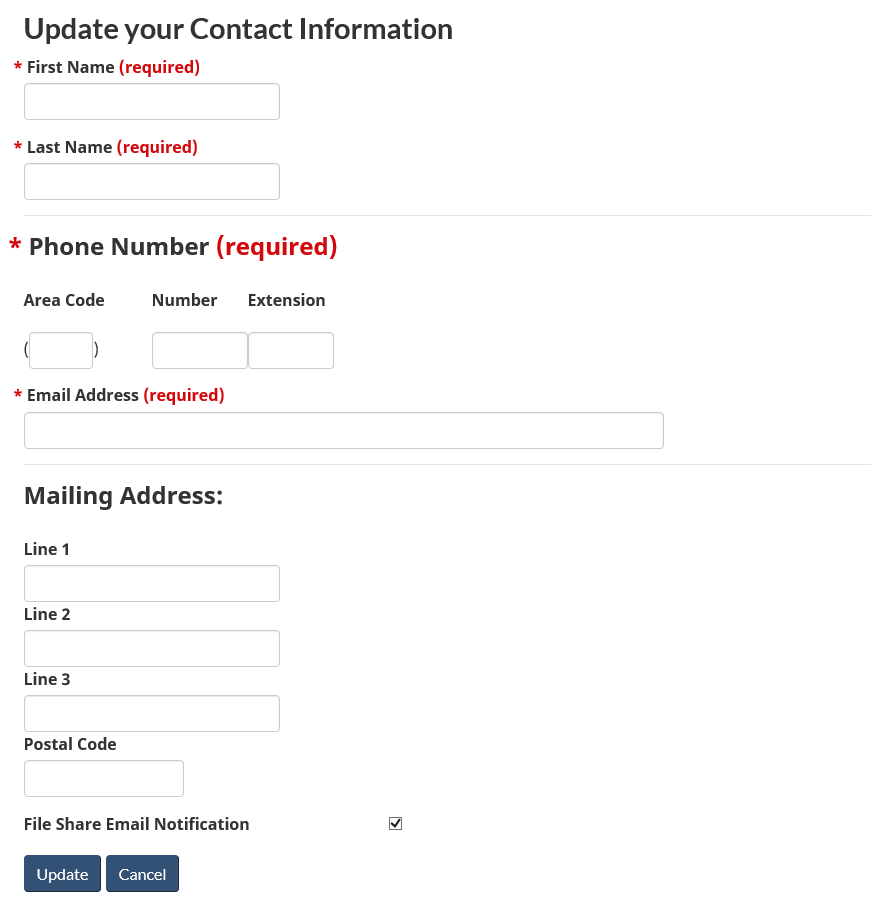 Update your Contact Information
* First Name (required)
* Last Name (required)
* Phone Number (required)
Area Code Number Extension
( )
* Email Address (required)
Mailing Address:
Line 1
Line 2
Line 3
Postal Code
File Share Email Notification
Update Cancel